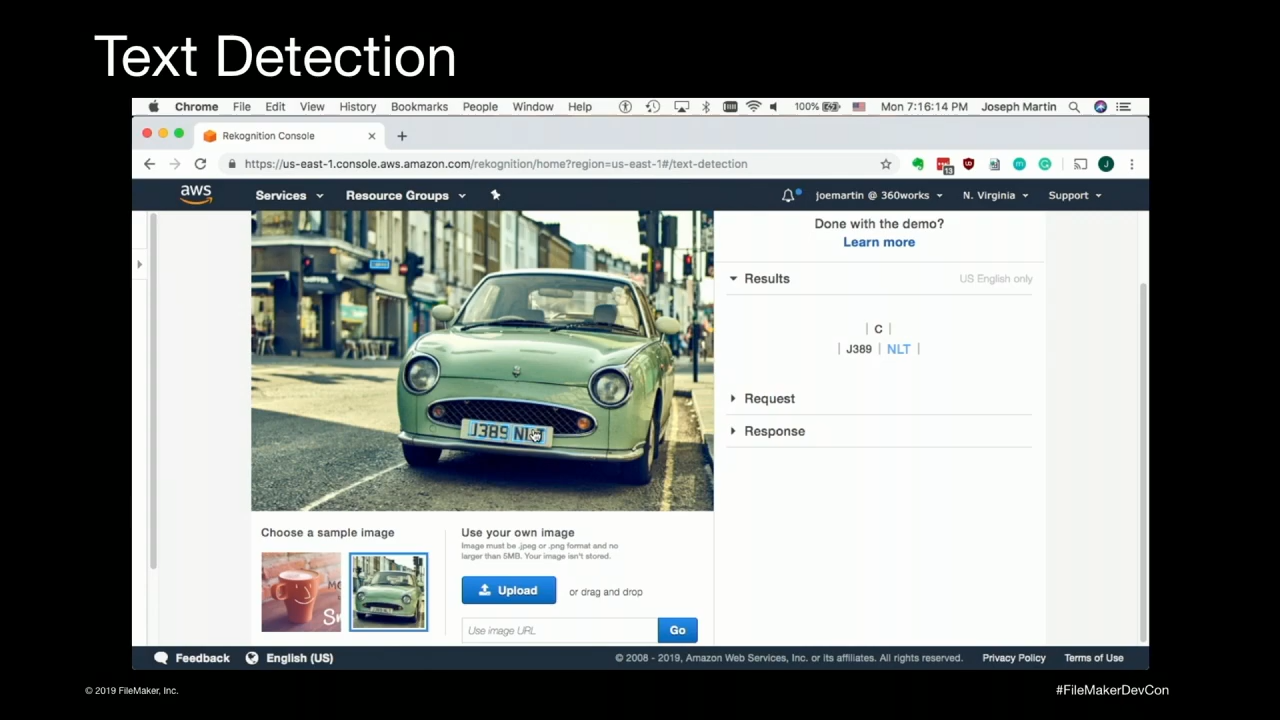 Text Detection
Chrome File Edit View History Bookmarks People Window Help 100% Mon 7:16:14 PM Joseph Martin
Rekognition Console
https://us-east-1.console.aws.amazon.com/rekognition/home?region=us-east-1#/text-detection
13
J
aws Services Resource Groups joemartin @ 360works N. Virginia Support
Done with the demo?
Learn more
Results US English only
| C |
| J389 | NLT |
J389 NLT
Request
Response
Choose a sample image
Use your own image
Image must be .jpeg or .png format and no
larger than 5MB. Your image isn't stored.
Upload or drag and drop
Use image URL Go
Feedback English (US) © 2008 - 2019, Amazon Web Services, Inc. or its affiliates. All rights reserved. Privacy Policy Terms of Use
© 2019 FileMaker, Inc. #FileMakerDevCon